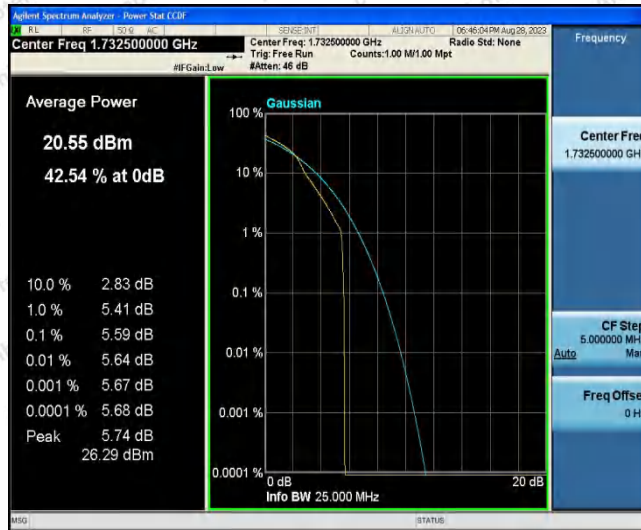 Agilent Spectrum Analyzer - Power Stat CCDF
RL RF 50 Ω AC SENSE:INT ALIGN AUTO 06:46:04 PM Aug 28, 2023
Center Freq 1.732500000 GHz
Center Freq: 1.732500000 GHz Radio Std: None
Trig: Free Run Counts:1.00 M/1.00 Mpt
#IFGain:Low #Atten: 46 dB
Average Power
20.55 dBm
42.54 % at 0dB
10.0 % 2.83 dB
1.0 % 5.41 dB
0.1 % 5.59 dB
0.01 % 5.64 dB
0.001 % 5.67 dB
0.0001 % 5.68 dB
Peak 5.74 dB
26.29 dBm
Gaussian
100 %
10 %
1 %
0.1 %
0.01 %
0.001 %
0.0001 %
0 dB 20 dB
Info BW 25.000 MHz
Frequency
Center Fre
1.732500000 GH
CF Ste
5.000000 MH
Auto Ma
Freq Offse
0 H
MSG STATUS